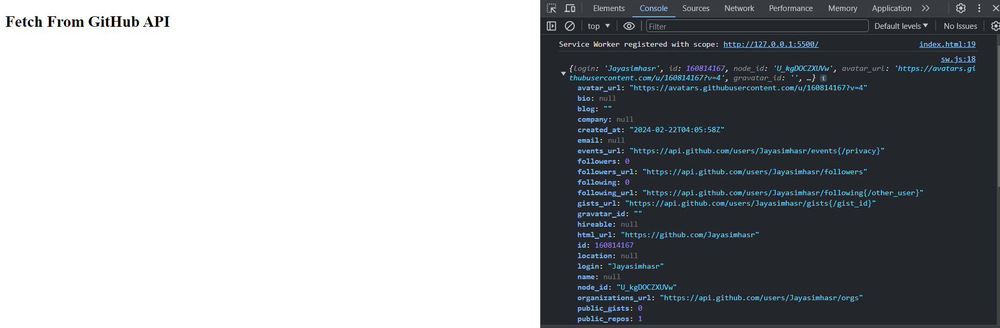 Fetch From GitHub API
Elements Console Sources Network Performance Memory Application
top Filter Default levels No Issues
Service Worker registered with scope: http://127.0.0.1:5500/ index.html:19
sw.js:18
{login: 'Jayasimhasr', id: 160814167, node_id: 'U_kgDOCZXUVw', avatar_url: 'https://avatars.gi
thubusercontent.com/u/160814167?v=4', gravatar_id: '', …} i
avatar_url: "https://avatars.githubusercontent.com/u/160814167?v=4"
bio: null
blog: ""
company: null
created_at: "2024-02-22T04:05:58Z"
email: null
events_url: "https://api.github.com/users/Jayasimhasr/events{/privacy}"
followers: 0
followers_url: "https://api.github.com/users/Jayasimhasr/followers"
following: 0
following_url: "https://api.github.com/users/Jayasimhasr/following{/other_user}"
gists_url: "https://api.github.com/users/Jayasimhasr/gists{/gist_id}"
gravatar_id: ""
hireable: null
html_url: "https://github.com/Jayasimhasr"
id: 160814167
location: null
login: "Jayasimhasr"
name: null
node_id: "U_kgDOCZXUVw"
organizations_url: "https://api.github.com/users/Jayasimhasr/orgs"
public_gists: 0
public_repos: 1